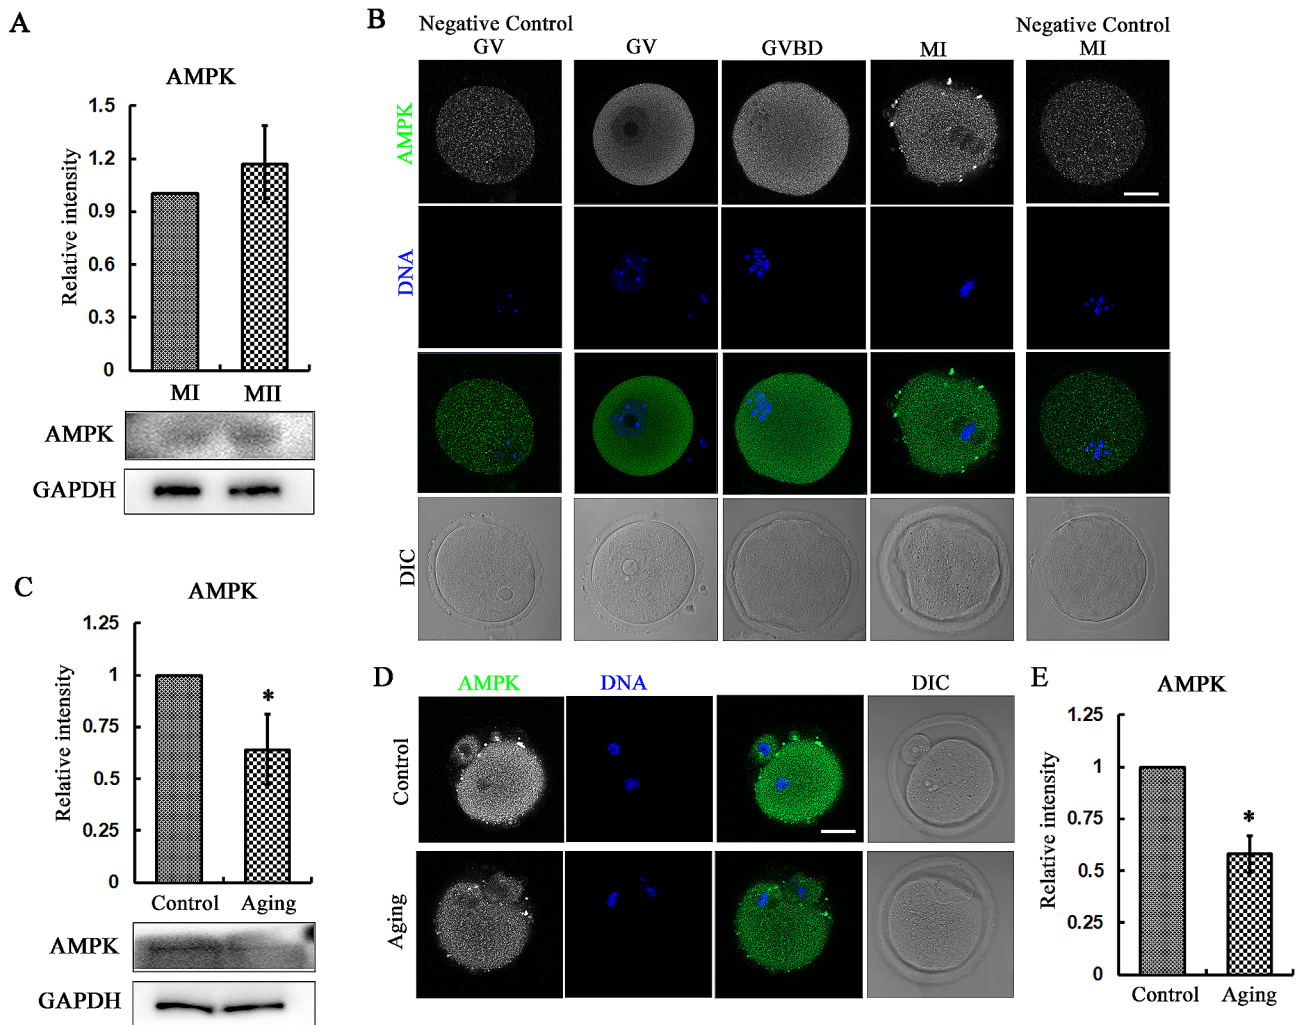 A
AMPK
1.5
1.2
0.9
0.6
0.3
0
Relative intensity
MI MII
AMPK
GAPDH
B
Negative Control
GV
GV
GVBD
MI
Negative Control
MI
AMPK
DNA
DIC
C
AMPK
1.25
1
0.75
0.5
0.25
0
Relative intensity
*
Control Aging
AMPK
GAPDH
D
AMPK DNA DIC
Control
Aging
E
AMPK
1.25
1
0.75
0.5
0.25
0
Relative intensity
*
Control Aging